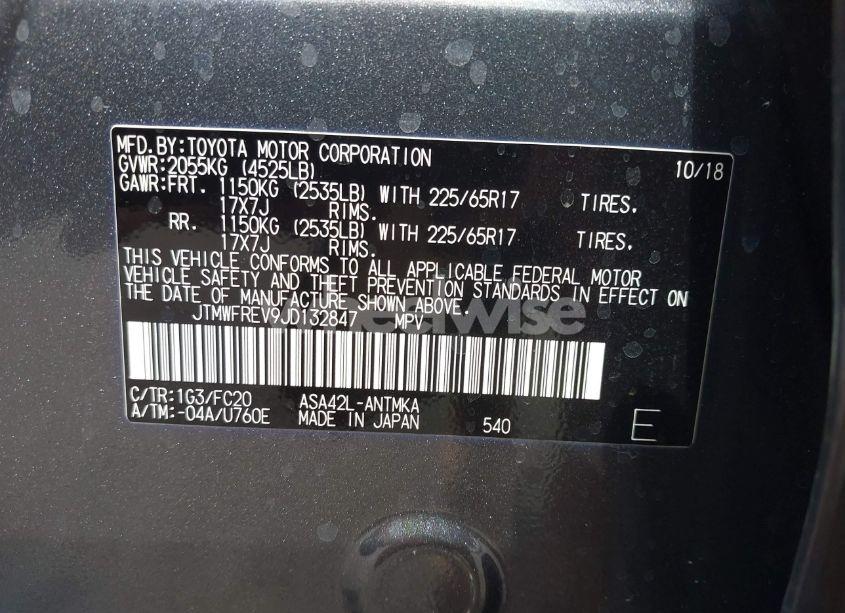 MFD.BY:TOYOTA MOTOR CORPORATION 10/18
GVWR:2055KG (4525LB)
GAWR:FRT. 1150KG (2535LB) WITH 225/65R17 TIRES,
17X7J RIMS.
RR. 1150KG (2535LB) WITH 225/65R17 TIRES,
17X7J RIMS.
THIS VEHICLE CONFORMS TO ALL APPLICABLE FEDERAL MOTOR
VEHICLE SAFETY AND THEFT PREVENTION STANDARDS IN EFFECT ON
THE DATE OF MANUFACTURE SHOWN ABOVE.
JTMWFREV9JD132847 MPV
C/TR:1G3/FC20 ASA42L-ANTMKA
A/TM:-04A/U760E MADE IN JAPAN 540 E